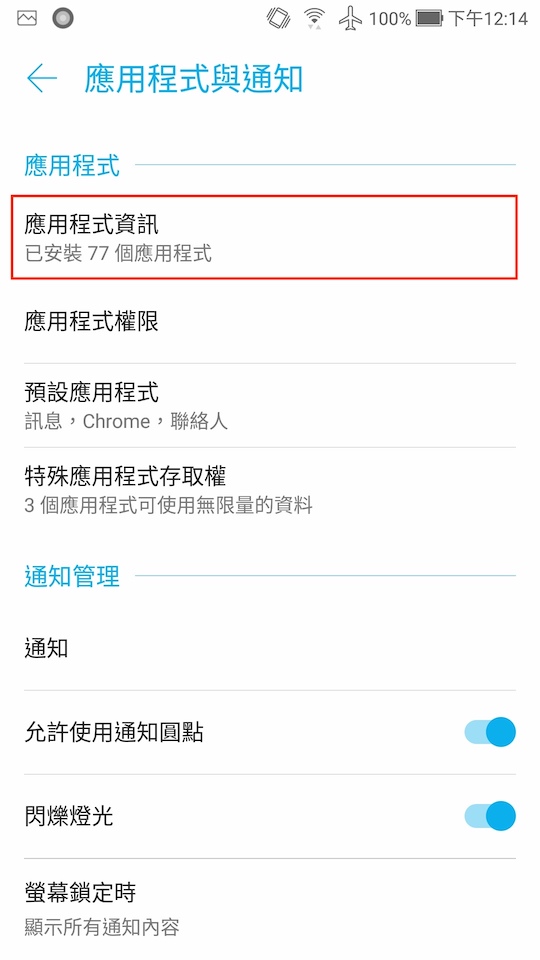 100% 下午12:14
應用程式與通知
應用程式
應用程式資訊
已安裝 77 個應用程式
應用程式權限
預設應用程式
訊息，Chrome，聯絡人
特殊應用程式存取權
3 個應用程式可使用無限量的資料
通知管理
通知
允許使用通知圓點
閃爍燈光
螢幕鎖定時
顯示所有通知內容